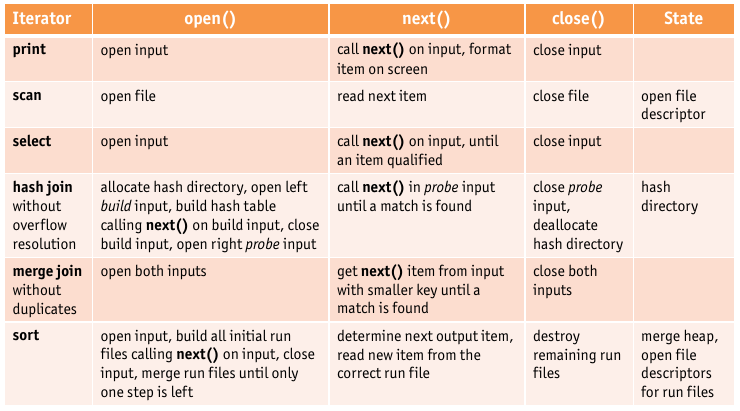 Iterator open() next() close() State
print open input call next() on input, format close input
item on screen
scan open file read next item close file open file
descriptor
select open input call next() on input, until close input
an item qualified
hash join allocate hash directory, open left call next() in probe input close probe hash
without build input, build hash table until a match is found input, directory
overflow calling next() on build input, close deallocate
resolution build input, open right probe input hash directory
merge join open both inputs get next() item from input close both
without with smaller key until a inputs
duplicates match is found
sort open input, build all initial run determine next output item, destroy merge heap,
files calling next() on input, close read new item from the remaining run open file
input, merge run files until only correct run file files descriptors
one step is left for run files